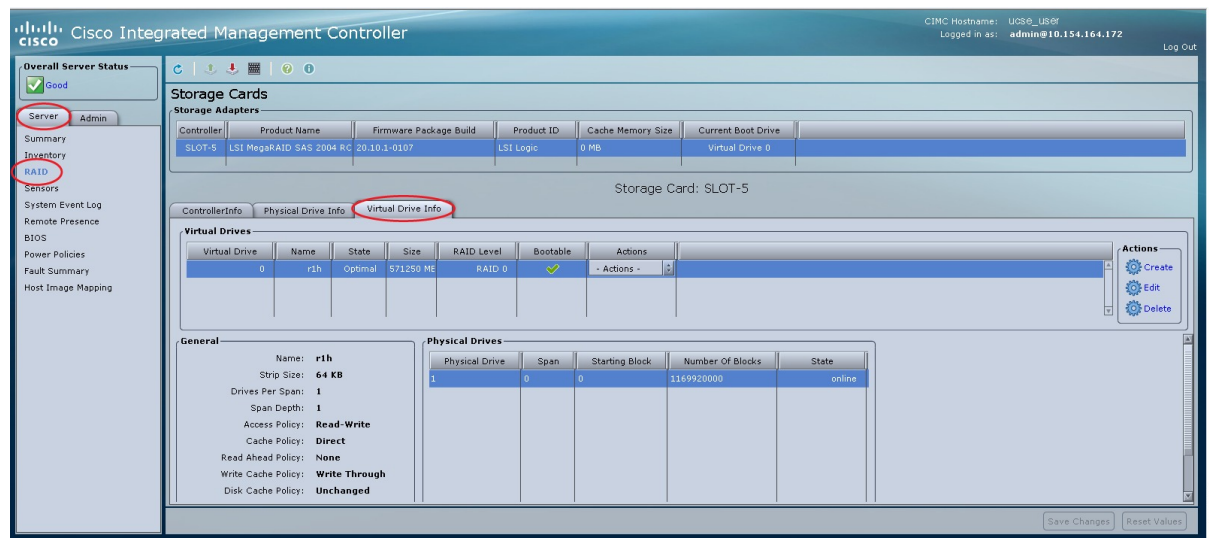 CISCO Cisco Integrated Management Controller
CIMC Hostname: ucse_user
Logged in as: admin@10.154.164.172
Log Out
Overall Server Status
Good
Server Admin
Summary
Inventory
RAID
Sensors
System Event Log
Remote Presence
BIOS
Power Policies
Fault Summary
Host Image Mapping
Storage Cards
Storage Adapters
Controller Product Name Firmware Package Build Product ID Cache Memory Size Current Boot Drive
SLOT-5 LSI MegaRAID SAS 2004 RO 20.10.1-0107 LSI Logic 0 MB Virtual Drive 0
Storage Card: SLOT-5
ControllerInfo Physical Drive Info Virtual Drive Info
Virtual Drives
Virtual Drive Name State Size RAID Level Bootable Actions
0 r1h Optimal 571250 MB RAID 0 - Actions -
Actions
Create
Edit
Delete
General
Name: r1h
Strip Size: 64 KB
Drives Per Span: 1
Span Depth: 1
Access Policy: Read-Write
Cache Policy: Direct
Read Ahead Policy: None
Write Cache Policy: Write Through
Disk Cache Policy: Unchanged
Physical Drives
Physical Drive Span Starting Block Number Of Blocks State
1 0 0 1169920000 online
Save Changes Reset Values